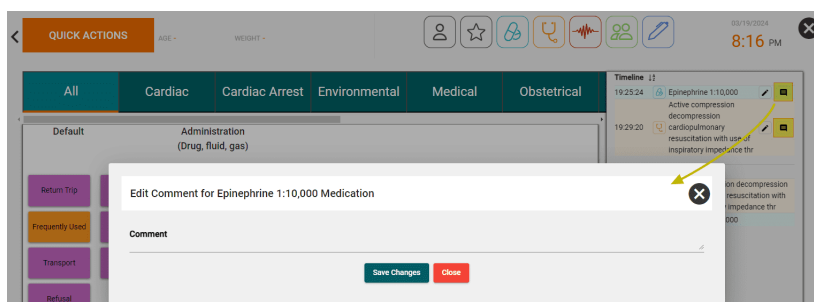 QUICK ACTIONS
AGE -
WEIGHT -
03/19/2024
8:16 PM
All
Cardiac
Cardiac Arrest
Environmental
Medical
Obstetrical
Timeline
19:25:24 Epinephrine 1:10,000
Active compression
decompression
19:29:20 cardiopulmonary
resuscitation with use of
inspiratory impedance thr
Default
Administration
(Drug, fluid, gas)
Return Trip
Frequently Used
Transport
Refusal
Edit Comment for Epinephrine 1:10,000 Medication
Comment
Save Changes
Close
on decompression
resuscitation with
impedance thr
000